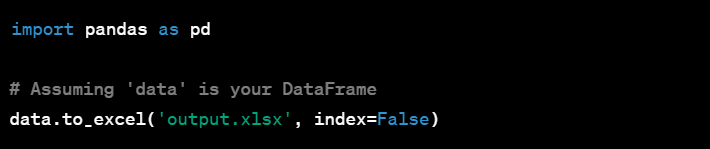 import pandas as pd
# Assuming 'data' is your DataFrame
data.to_excel('output.xlsx', index=False)